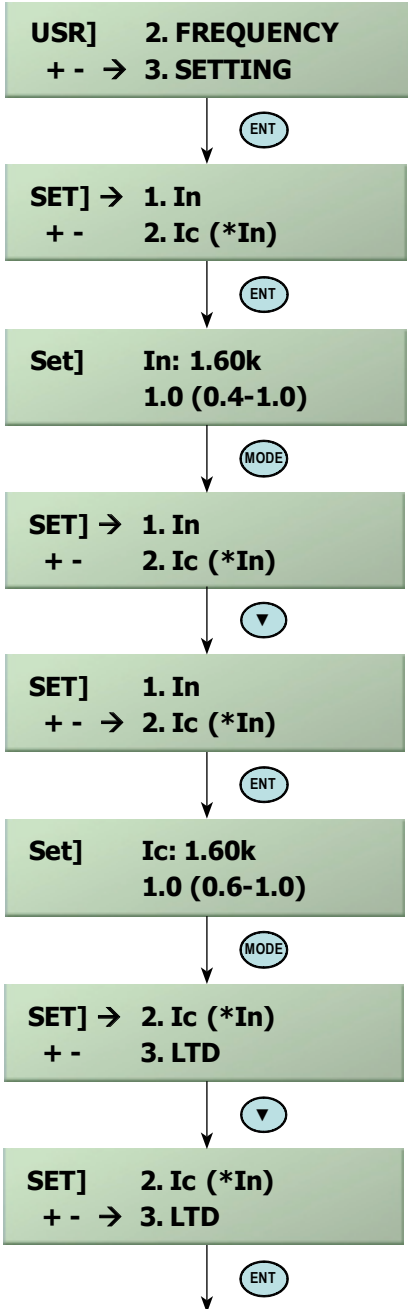 USR] 2. FREQUENCY
+ - → 3. SETTING
ENT
SET] → 1. In
+ - 2. Ic (*In)
ENT
Set] In: 1.60k
1.0 (0.4-1.0)
MODE
SET] → 1. In
+ - 2. Ic (*In)
▼
SET] 1. In
+ - → 2. Ic (*In)
ENT
Set] Ic: 1.60k
1.0 (0.6-1.0)
MODE
SET] → 2. Ic (*In)
+ - 3. LTD
▼
SET] 2. Ic (*In)
+ - → 3. LTD
ENT